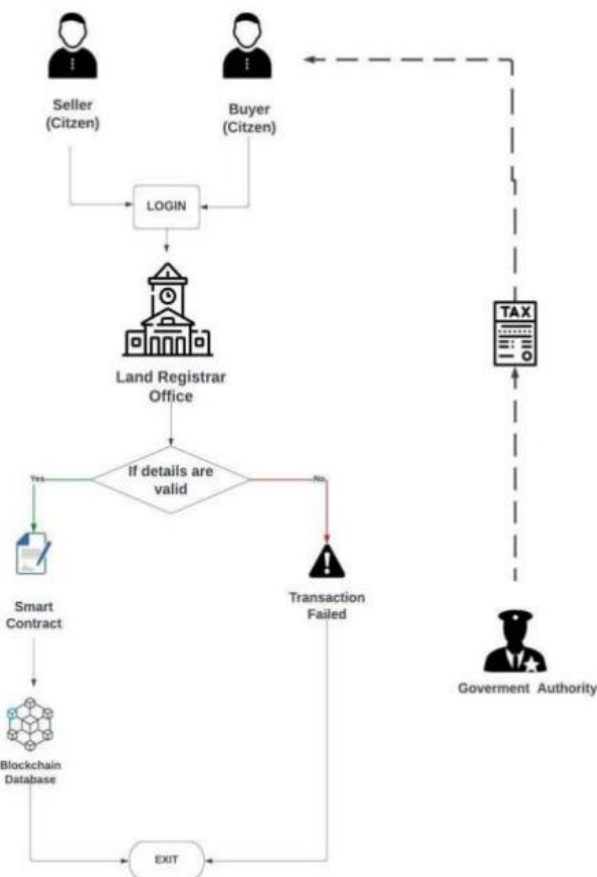 Seller
(Citzen)
Buyer
(Citzen)
LOGIN
TAX
Land Registrar
Office
If details are
valid
Yes
No
Smart
Contract
Transaction
Failed
Goverment Authority
Blockchain
Database
EXIT